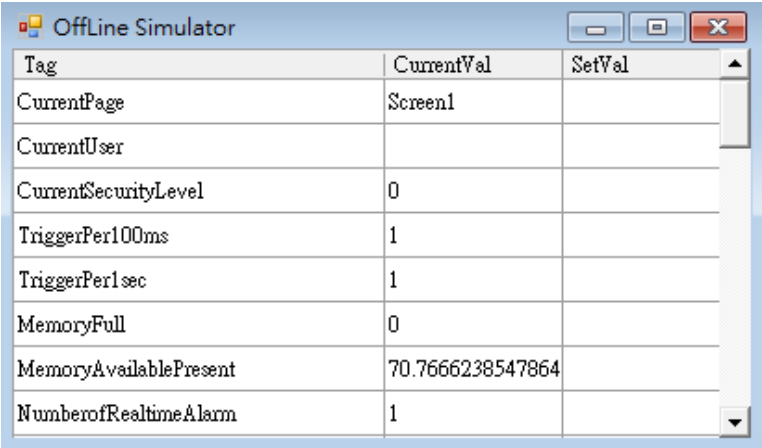 OffLine Simulator
Tag CurrentVal SetVal
CurrentPage Screen1
CurrentUser
CurrentSecurityLevel 0
TriggerPer100ms 1
TriggerPer1sec 1
MemoryFull 0
MemoryAvailablePresent 70.7666238547864
NumberofRealtimeAlarm 1